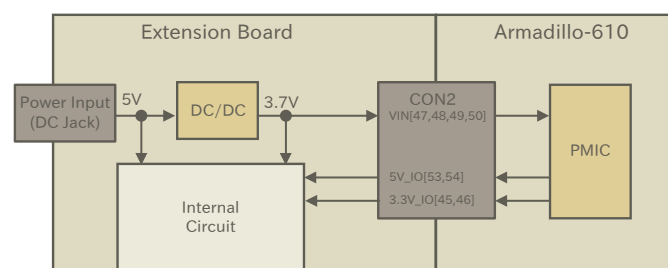 Extension Board
Armadillo-610
Power Input
(DC Jack)
5V
DC/DC
3.7V
CON2
VIN[47,48,49,50]
PMIC
5V_IO[53,54]
3.3V_IO[45,46]
Internal
Circuit